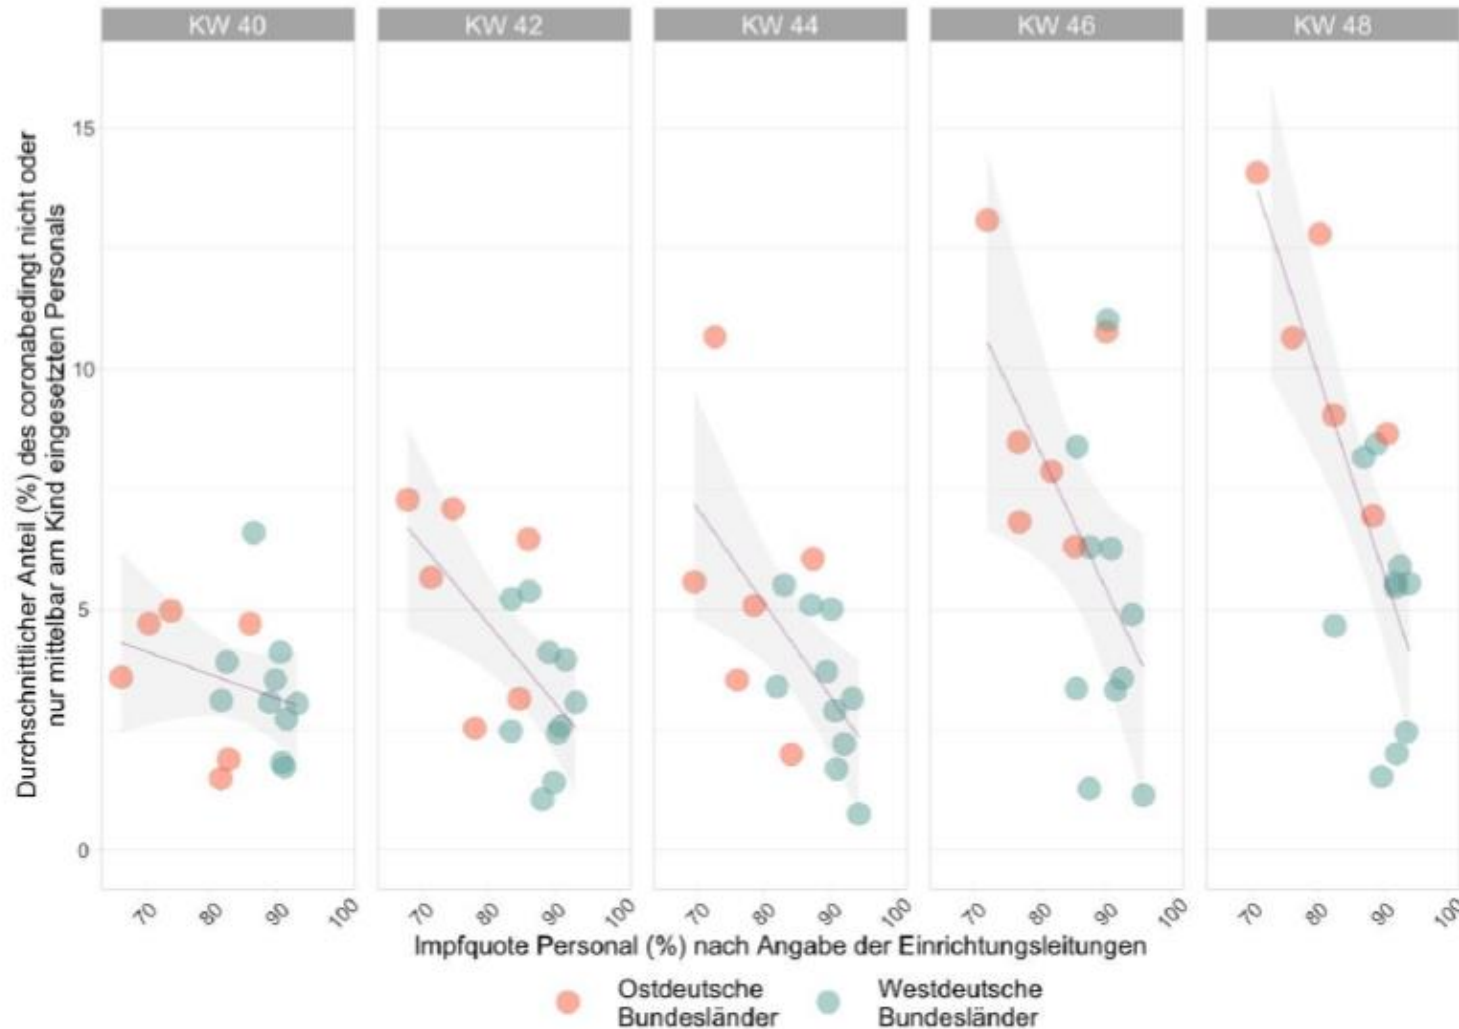 KW 40
KW 42
KW 44
KW 46
KW 48
Durchschnittlicher Anteil (%) des coronabedingt nicht oder
nur mittelbar am Kind eingesetzten Personals
15
10
5
0
70 80 90 100
70 80 90 100
70 80 90 100
70 80 90 100
70 80 90 100
Impfquote Personal (%) nach Angabe der Einrichtungsleitungen
Ostdeutsche
Bundesländer
Westdeutsche
Bundesländer